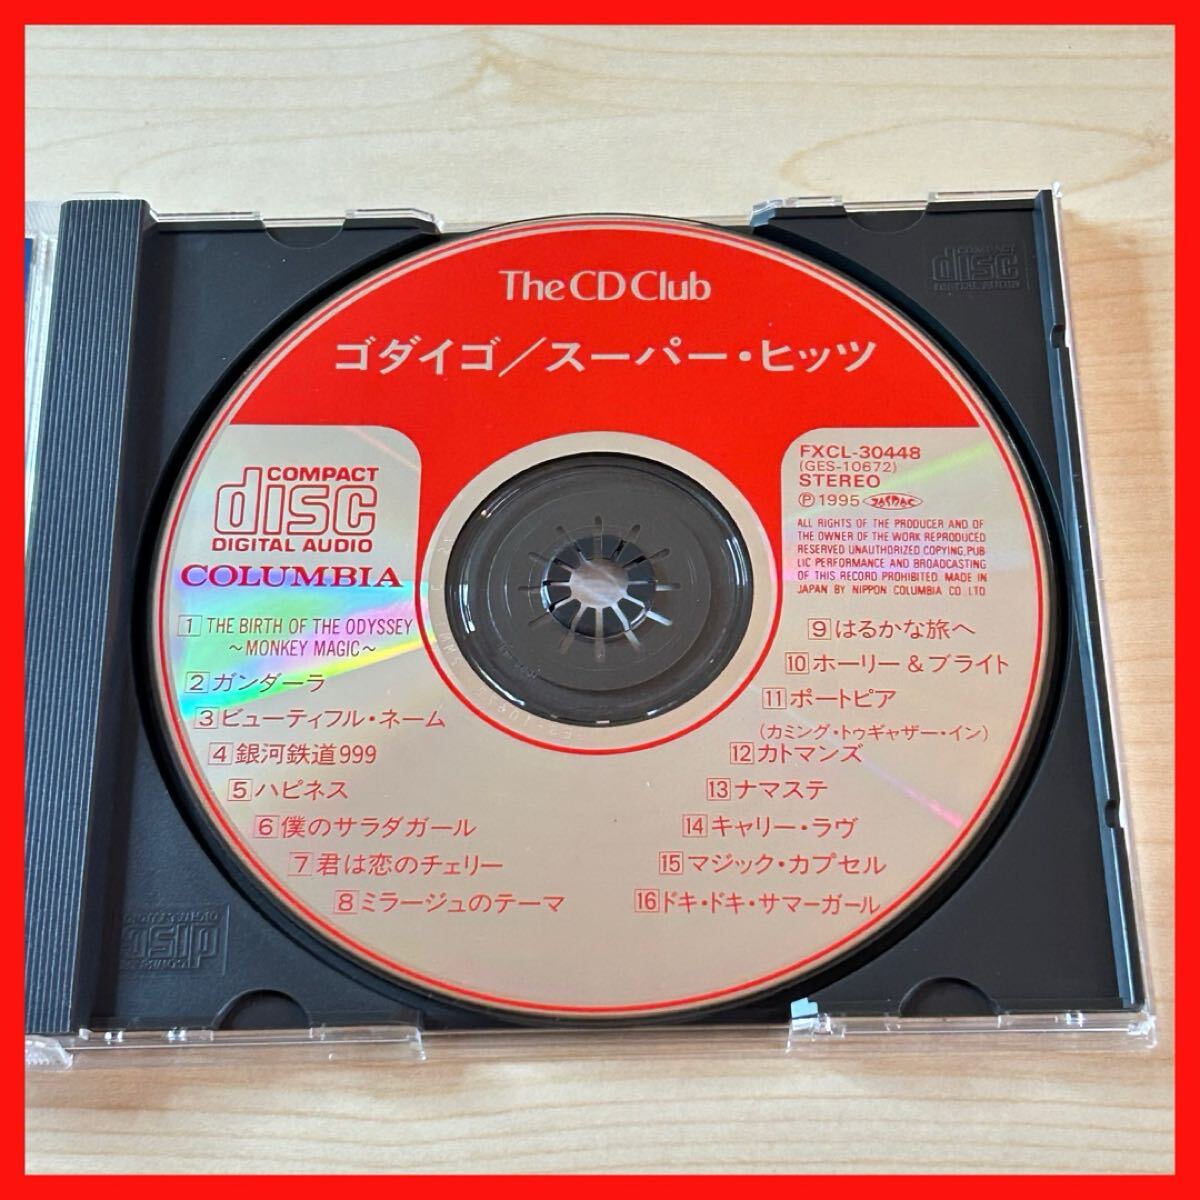 The CD Club
ゴダイゴ／スーパー・ヒッツ
COMPACT
disc
DIGITAL AUDIO
COLUMBIA
FXCL-30448
(GES-10672)
STEREO
Ⓟ1995 JASRAC
ALL RIGHTS OF THE PRODUCER AND OF
THE OWNER OF THE WORK REPRODUCED
RESERVED UNAUTHORIZED COPYING,PUB
LIC PERFORMANCE AND BROADCASTING
OF THIS RECORD PROHIBITED MADE IN
JAPAN BY NIPPON COLUMBIA CO LTD
1 THE BIRTH OF THE ODYSSEY
～MONKEY MAGIC～
2 ガンダーラ
3 ビューティフル・ネーム
4 銀河鉄道999
5 ハピネス
6 僕のサラダガール
7 君は恋のチェリー
8 ミラージュのテーマ
9 はるかな旅へ
10 ホーリー＆ブライト
11 ポートピア
(カミング・トゥギャザー・イン)
12 カトマンズ
13 ナマステ
14 キャリー・ラヴ
15 マジック・カプセル
16 ドキ・ドキ・サマーガール
COMPACT
disc
DIGITAL AUDIO
COMPACT
disc
DIGITAL AUDIO